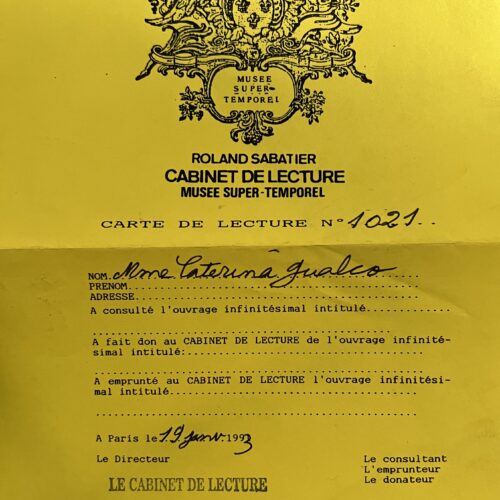 MUSEE
SUPER-
TEMPOREL
ROLAND SABATIER
CABINET DE LECTURE
MUSEE SUPER-TEMPOREL
CARTE DE LECTURE N° 1021..
NOM. Mme Caterina Gualco
PRENOM.................................................
ADRESSE................................................
A consulté l'ouvrage infinitésimal intitulé.............
................................................
A fait don au CABINET DE LECTURE de l'ouvrage infinité-
simal intitulé:.................................
................................................
A emprunté au CABINET DE LECTURE l'ouvrage infinitési-
mal intitulé....................................
................................................
A Paris le 19 janv 1993
Le Directeur
Le consultant
L'emprunteur
Le donateur
LE CABINET DE LECTURE